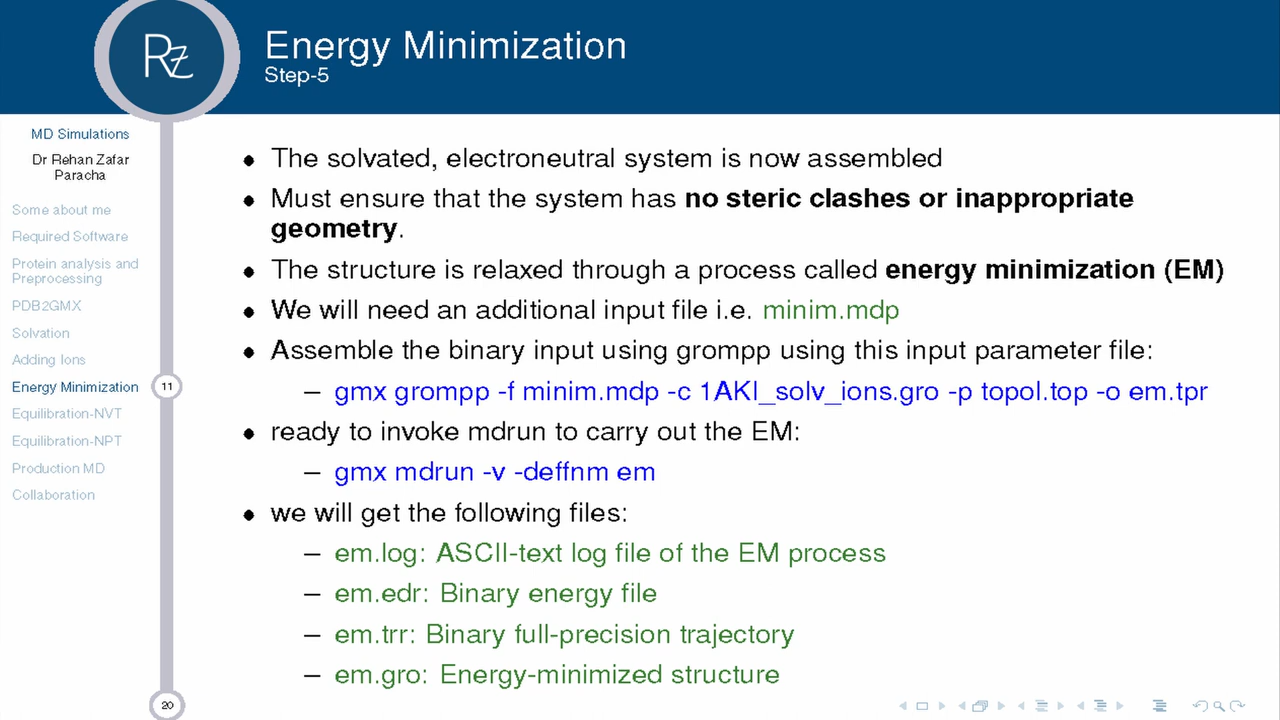 Rz
Energy Minimization
Step-5
MD Simulations
Dr Rehan Zafar
Paracha
Some about me
Required Software
Protein analysis and
Preprocessing
PDB2GMX
Solvation
Adding Ions
Energy Minimization
11
Equilibration-NVT
Equilibration-NPT
Production MD
Collaboration
20
• The solvated, electroneutral system is now assembled
• Must ensure that the system has no steric clashes or inappropriate
geometry.
• The structure is relaxed through a process called energy minimization (EM)
• We will need an additional input file i.e. minim.mdp
• Assemble the binary input using grompp using this input parameter file:
– gmx grompp -f minim.mdp -c 1AKI_solv_ions.gro -p topol.top -o em.tpr
• ready to invoke mdrun to carry out the EM:
– gmx mdrun -v -deffnm em
• we will get the following files:
– em.log: ASCII-text log file of the EM process
– em.edr: Binary energy file
– em.trr: Binary full-precision trajectory
– em.gro: Energy-minimized structure